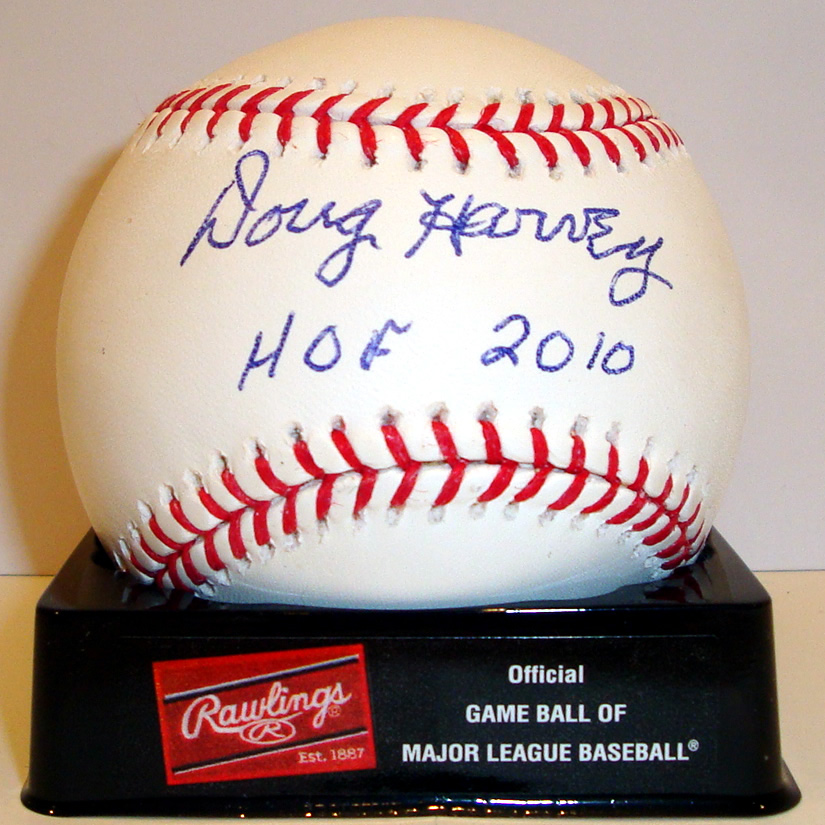 Doug Harvey
HOF 2010
Rawlings®
R
Est. 1887
Official
GAME BALL OF
MAJOR LEAGUE BASEBALL®